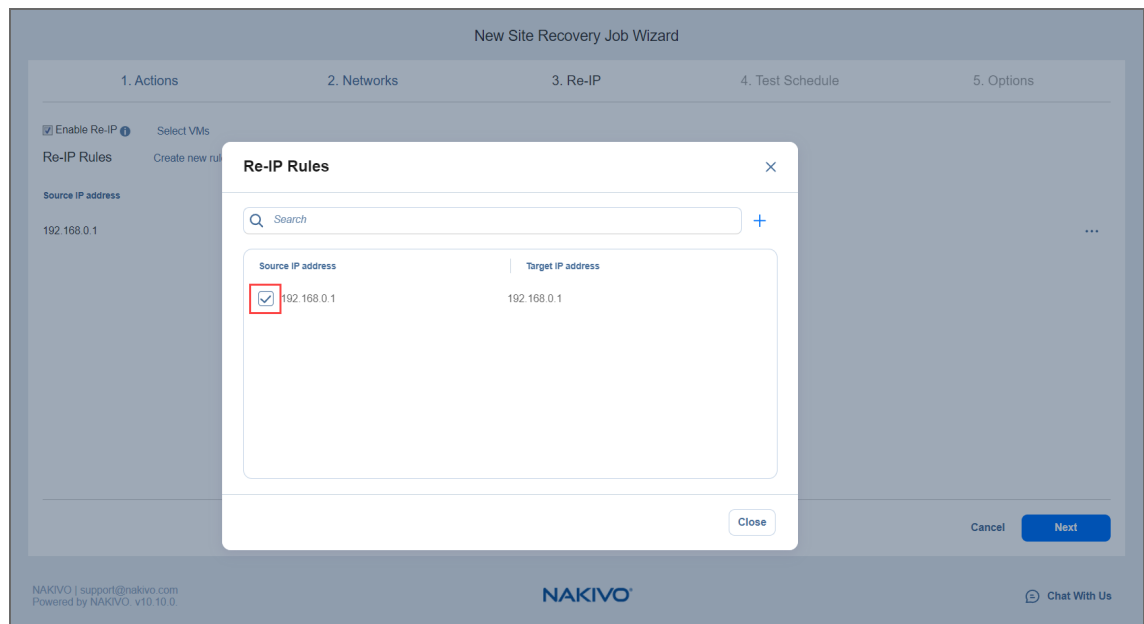 New Site Recovery Job Wizard
1. Actions 2. Networks 3. Re-IP 4. Test Schedule 5. Options
Enable Re-IP Select VMs
Re-IP Rules Create new rul
Re-IP Rules
Source IP address
Search
192.168.0.1
Source IP address Target IP address
192.168.0.1 192.168.0.1
Close
Cancel Next
NAKIVO | support@nakivo.com
Powered by NAKIVO. v10.10.0.
NAKIVO®
Chat With Us